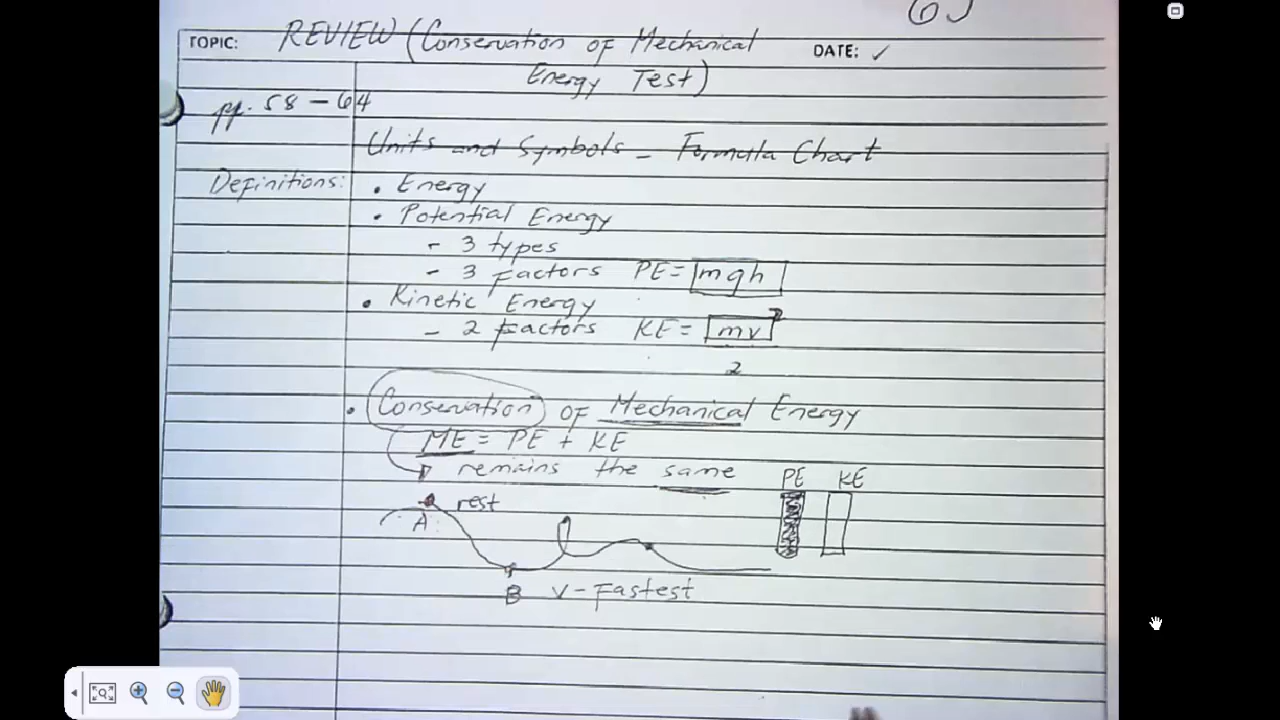 65
TOPIC: REVIEW (Conservation of Mechanical DATE: ✓
Energy Test)
pp. 58 - 64
Units and Symbols - Formula Chart
Definitions: • Energy
• Potential Energy
- 3 types
- 3 Factors PE = mgh
• Kinetic Energy
- 2 Factors KE = mv²
2
• Conservation of Mechanical Energy
ME = PE + KE
remains the same PE KE
rest
A
B V-Fastest